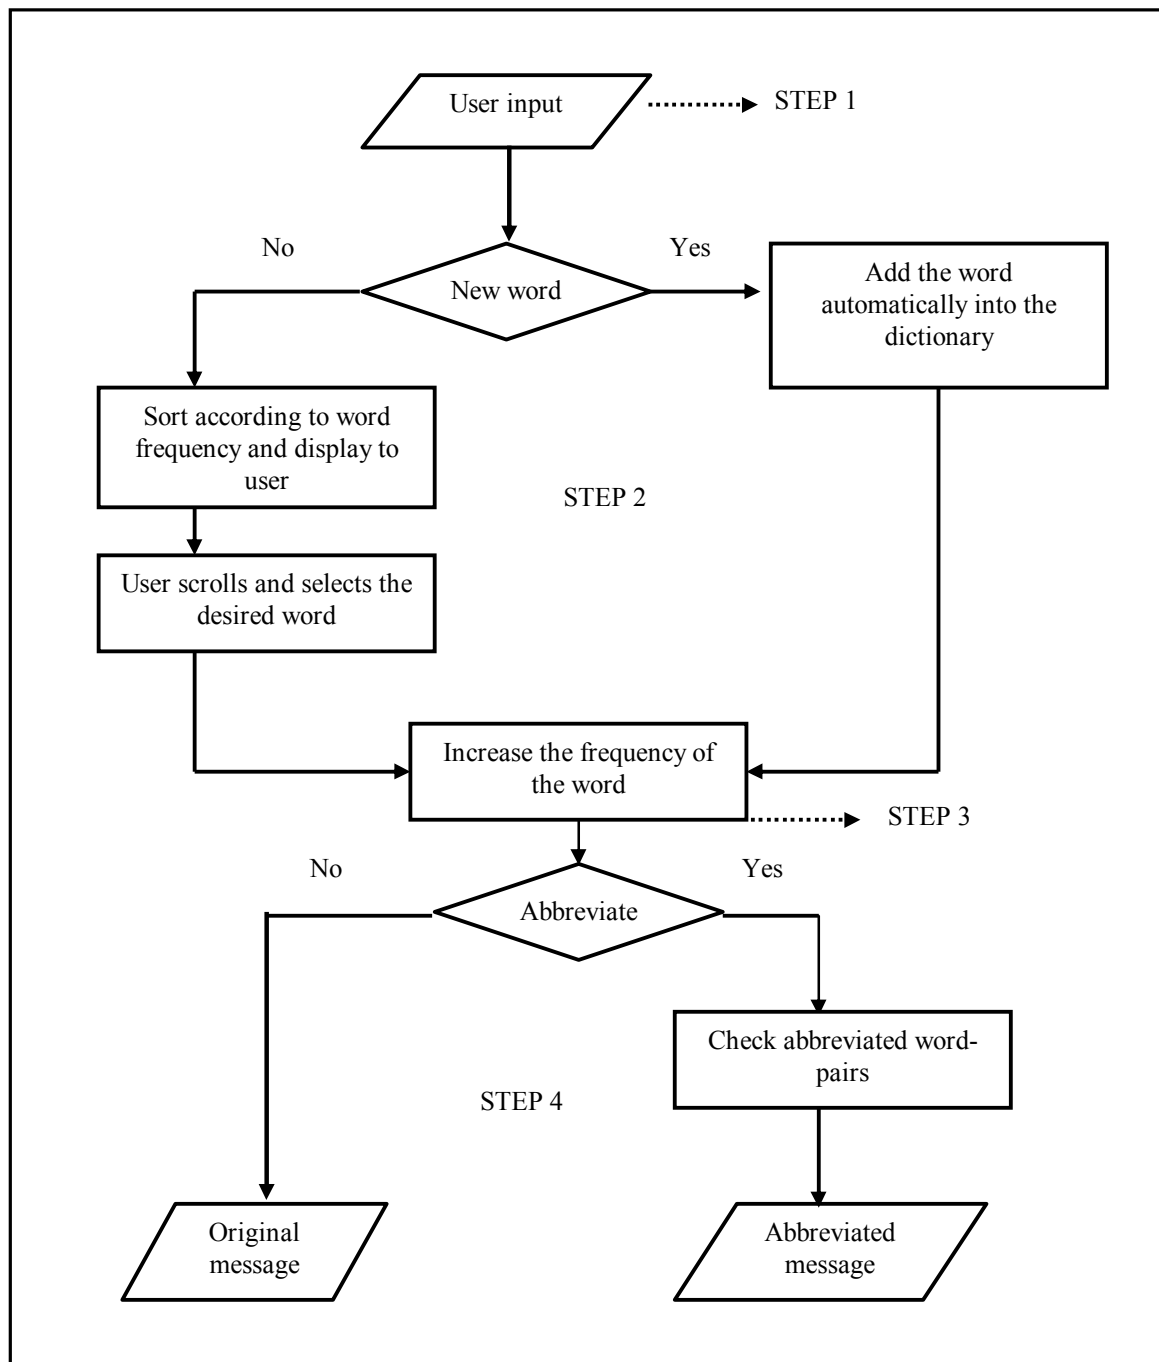 User input
STEP 1
No
Yes
New word
Add the word
automatically into the
dictionary
Sort according to word
frequency and display to
user
STEP 2
User scrolls and selects the
desired word
Increase the frequency of
the word
STEP 3
No
Yes
Abbreviate
Check abbreviated word-
pairs
STEP 4
Original
message
Abbreviated
message